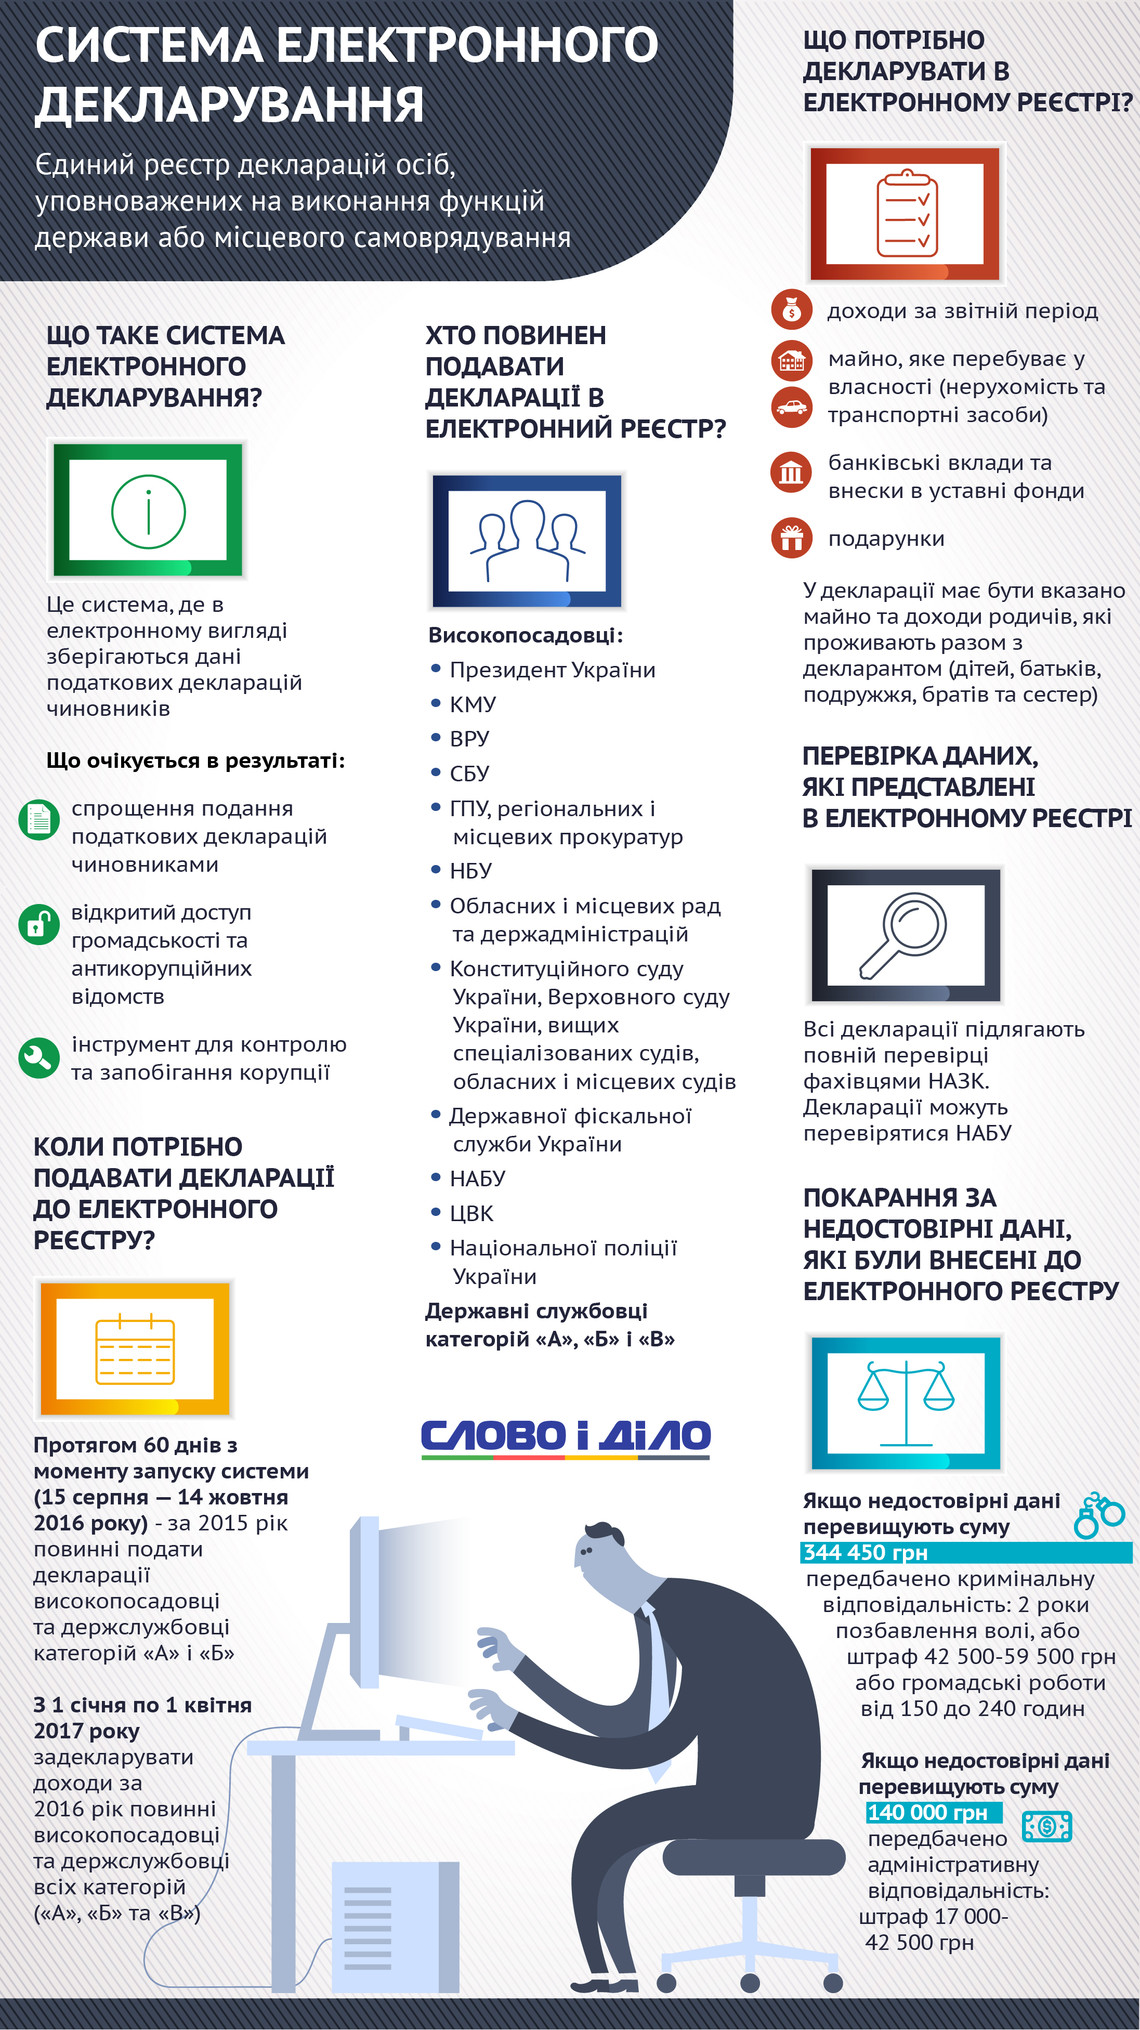 СИСТЕМА ЕЛЕКТРОННОГО
ДЕКЛАРУВАННЯ
Єдиний реєстр декларацій осіб,
уповноважених на виконання функцій
держави або місцевого самоврядування
ЩО ТАКЕ СИСТЕМА
ЕЛЕКТРОННОГО
ДЕКЛАРУВАННЯ?
Це система, де в
електронному вигляді
зберігаються дані
податкових декларацій
чиновників
Що очікується в результаті:
спрощення подання
податкових декларацій
чиновниками
відкритий доступ
громадськості та
антикорупційних
відомств
інструмент для контролю
та запобігання корупції
КОЛИ ПОТРІБНО
ПОДАВАТИ ДЕКЛАРАЦІЇ
ДО ЕЛЕКТРОННОГО
РЕЄСТРУ?
Протягом 60 днів з
моменту запуску системи
(15 серпня — 14 жовтня
2016 року) - за 2015 рік
повинні подати
декларації
високопосадовці
та держслужбовці
категорій «А» і «Б»
З 1 січня по 1 квітня
2017 року
задекларувати
доходи за
2016 рік повинні
високопосадовці
та держслужбовці
всіх категорій
(«А», «Б» та «В»)
ХТО ПОВИНЕН
ПОДАВАТИ
ДЕКЛАРАЦІЇ В
ЕЛЕКТРОННИЙ РЕЄСТР?
Високопосадовці:
• Президент України
• КМУ
• ВРУ
• СБУ
• ГПУ, регіональних і
місцевих прокуратур
• НБУ
• Обласних і місцевих рад
та держадміністрацій
• Конституційного суду
України, Верховного суду
України, вищих
спеціалізованих судів,
обласних і місцевих судів
• Державної фіскальної
служби України
• НАБУ
• ЦВК
• Національної поліції
України
Державні службовці
категорій «А», «Б» і «В»
СЛОВО і ДіЛО
ЩО ПОТРІБНО
ДЕКЛАРУВАТИ В
ЕЛЕКТРОННОМУ РЕЄСТРІ?
доходи за звітній період
майно, яке перебуває у
власності (нерухомість та
транспортні засоби)
банківські вклади та
внески в уставні фонди
подарунки
У декларації має бути вказано
майно та доходи родичів, які
проживають разом з
декларантом (дітей, батьків,
подружжя, братів та сестер)
ПЕРЕВІРКА ДАНИХ,
ЯКІ ПРЕДСТАВЛЕНІ
В ЕЛЕКТРОННОМУ РЕЄСТРІ
Всі декларації підлягають
повній перевірці
фахівцями НАЗК.
Декларації можуть
перевірятися НАБУ
ПОКАРАННЯ ЗА
НЕДОСТОВІРНІ ДАНІ,
ЯКІ БУЛИ ВНЕСЕНІ ДО
ЕЛЕКТРОННОГО РЕЄСТРУ
Якщо недостовірні дані
перевищують суму
344 450 грн
передбачено кримінальну
відповідальність: 2 роки
позбавлення волі, або
штраф 42 500-59 500 грн
або громадські роботи
від 150 до 240 годин
Якщо недостовірні дані
перевищують суму
140 000 грн
передбачено
адміністративну
відповідальність:
штраф 17 000-
42 500 грн